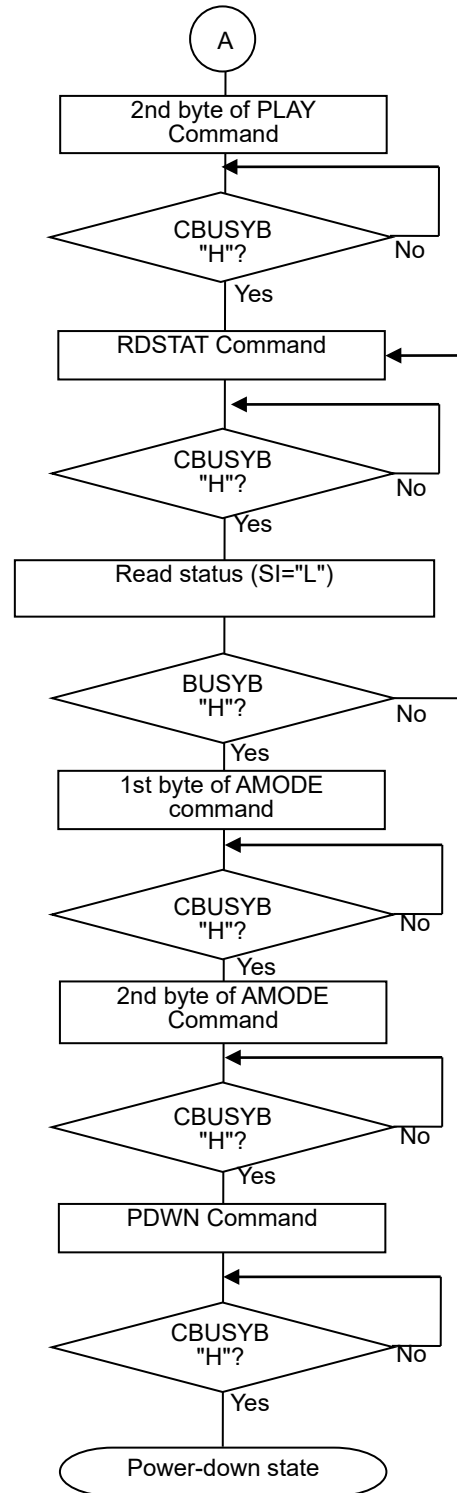 A
2nd byte of PLAY
Command
CBUSYB
"H"?
No
Yes
RDSTAT Command
CBUSYB
"H"?
No
Yes
Read status (SI="L")
BUSYB
"H"?
No
Yes
1st byte of AMODE
command
CBUSYB
"H"?
No
Yes
2nd byte of AMODE
Command
CBUSYB
"H"?
No
Yes
PDWN Command
CBUSYB
"H"?
No
Yes
Power-down state